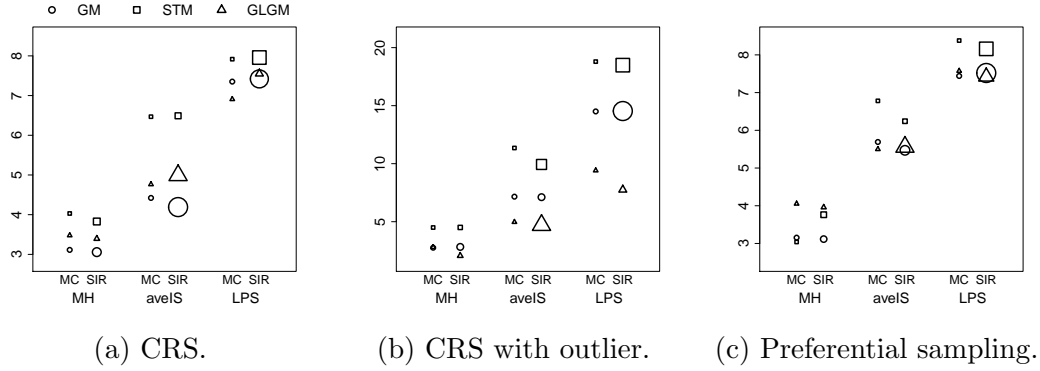 GM STM GLGM
8
7
6
5
4
3
MC SIR MC SIR MC SIR
MH aveIS LPS
(a) CRS.
20
15
10
5
MC SIR MC SIR MC SIR
MH aveIS LPS
(b) CRS with outlier.
8
7
6
5
4
3
MC SIR MC SIR MC SIR
MH aveIS LPS
(c) Preferential sampling.